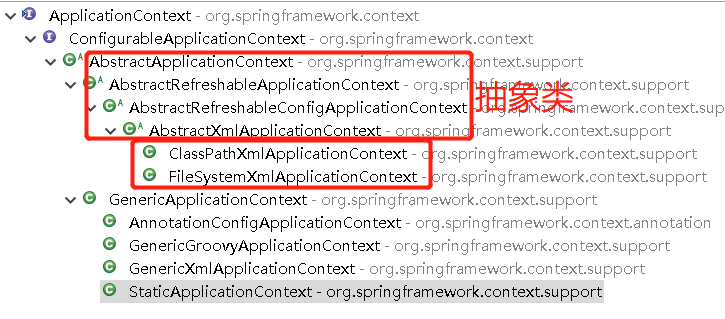 ApplicationContext - org.springframework.context
ConfigurableApplicationContext - org.springframework.context
AbstractApplicationContext - org.springframework.context.support
AbstractRefreshableApplicationContext - org.springframework.context.support
AbstractRefreshableConfigApplicationContext - org.springframework.context.supp
AbstractXmlApplicationContext - org.springframework.context.support
抽象类
ClassPathXmlApplicationContext - org.springframework.context.support
FileSystemXmlApplicationContext - org.springframework.context.support
GenericApplicationContext - org.springframework.context.support
AnnotationConfigApplicationContext - org.springframework.context.annotation
GenericGroovyApplicationContext - org.springframework.context.support
GenericXmlApplicationContext - org.springframework.context.support
StaticApplicationContext - org.springframework.context.support